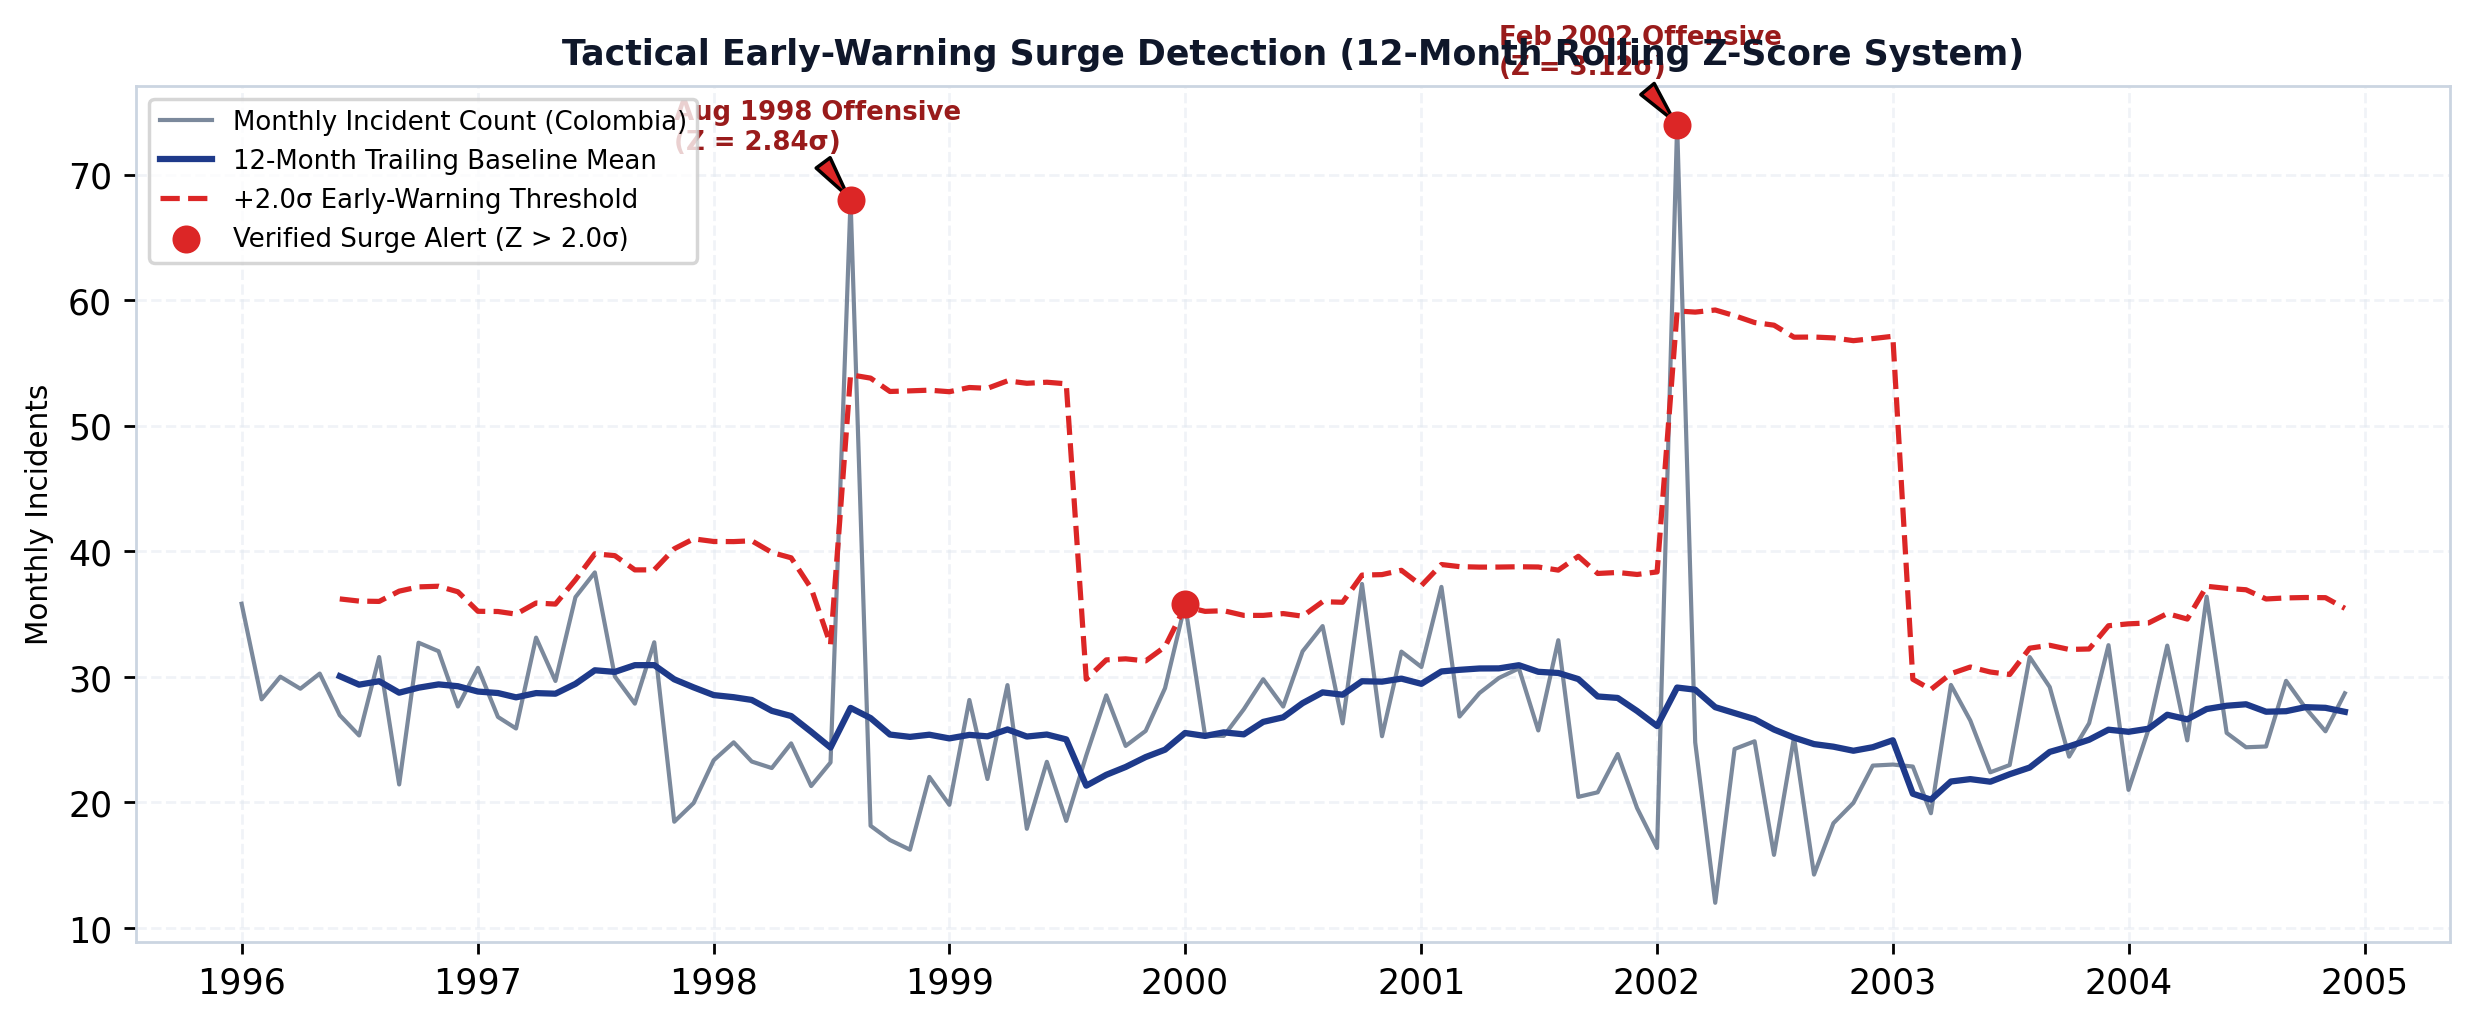 Feb 2002 Offensive
(Z = 3.12σ)
Tactical Early-Warning Surge Detection (12-Month Rolling Z-Score System)
Aug 1998 Offensive
(Z = 2.84σ)
Monthly Incident Count (Colombia)
12-Month Trailing Baseline Mean
+2.0σ Early-Warning Threshold
Verified Surge Alert (Z > 2.0σ)
Monthly Incidents
70
60
50
40
30
20
10
1996 1997 1998 1999 2000 2001 2002 2003 2004 2005